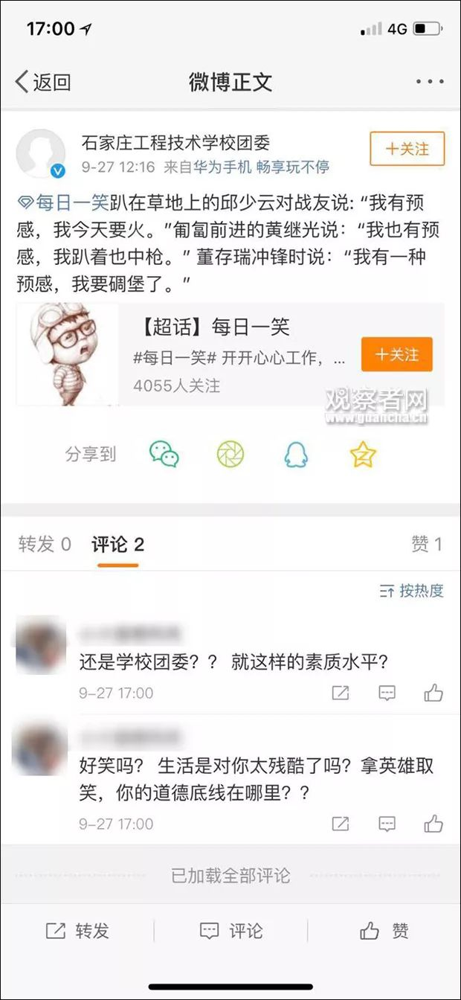 17:00
4G
返回
微博正文
石家庄工程技术学校团委
+关注
9-27 12:16 来自华为手机 畅享玩不停
每日一笑趴在草地上的邱少云对战友说: “我有预
感，我今天要火。”匍匐前进的黄继光说：“我也有预
感，我趴着也中枪。” 董存瑞冲锋时说：“我有一种
预感，我要碉堡了。”
【超话】每日一笑
#每日一笑# 开开心心工作，...
4055人关注
+关注
观察者网
www.guancha.cn
分享到
转发 0
评论 2
赞 1
按热度
还是学校团委？？ 就这样的素质水平？
9-27 17:00
好笑吗？ 生活是对你太残酷了吗？拿英雄取
笑，你的道德底线在哪里？？
9-27 17:00
已加载全部评论
转发
评论
赞